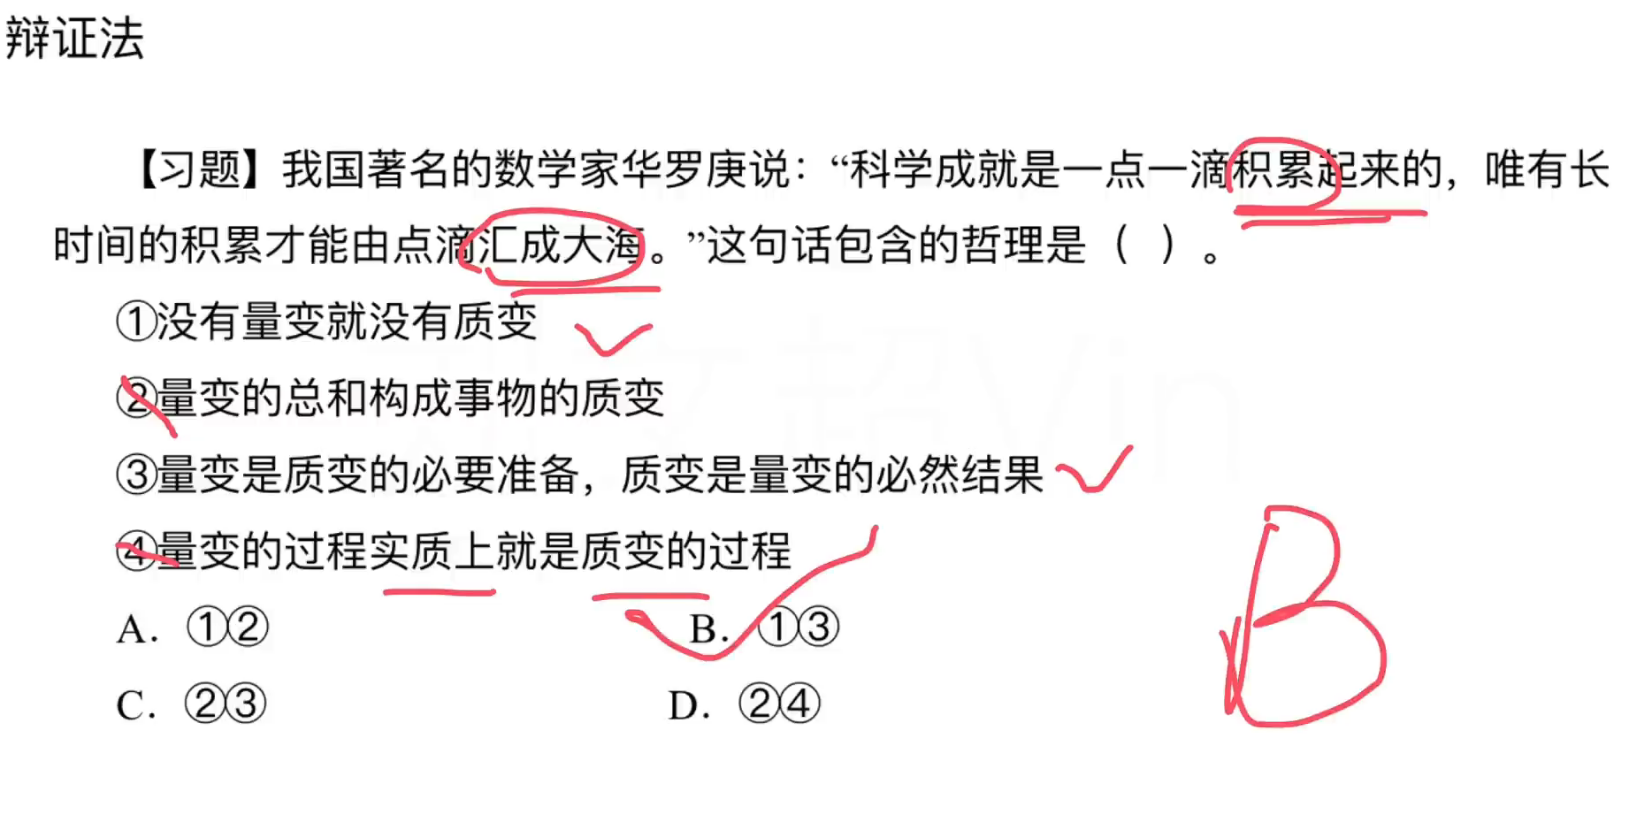 辩证法
【习题】我国著名的数学家华罗庚说：“科学成就是一点一滴积累起来的，唯有长
时间的积累才能由点滴汇成大海。”这句话包含的哲理是（ ）。
①没有量变就没有质变
②量变的总和构成事物的质变
③量变是质变的必要准备，质变是量变的必然结果
④量变的过程实质上就是质变的过程
A. ①② B. ①③
C. ②③ D. ②④
B